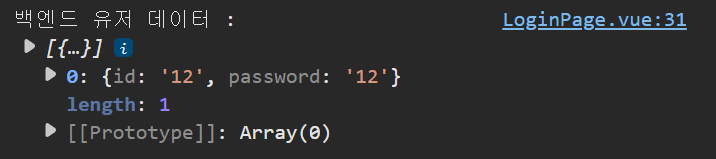 백엔드 유저 데이터 : LoginPage.vue:31
▶ [{…}] i
▶ 0: {id: '12', password: '12'}
length: 1
▶ [[Prototype]]: Array(0)